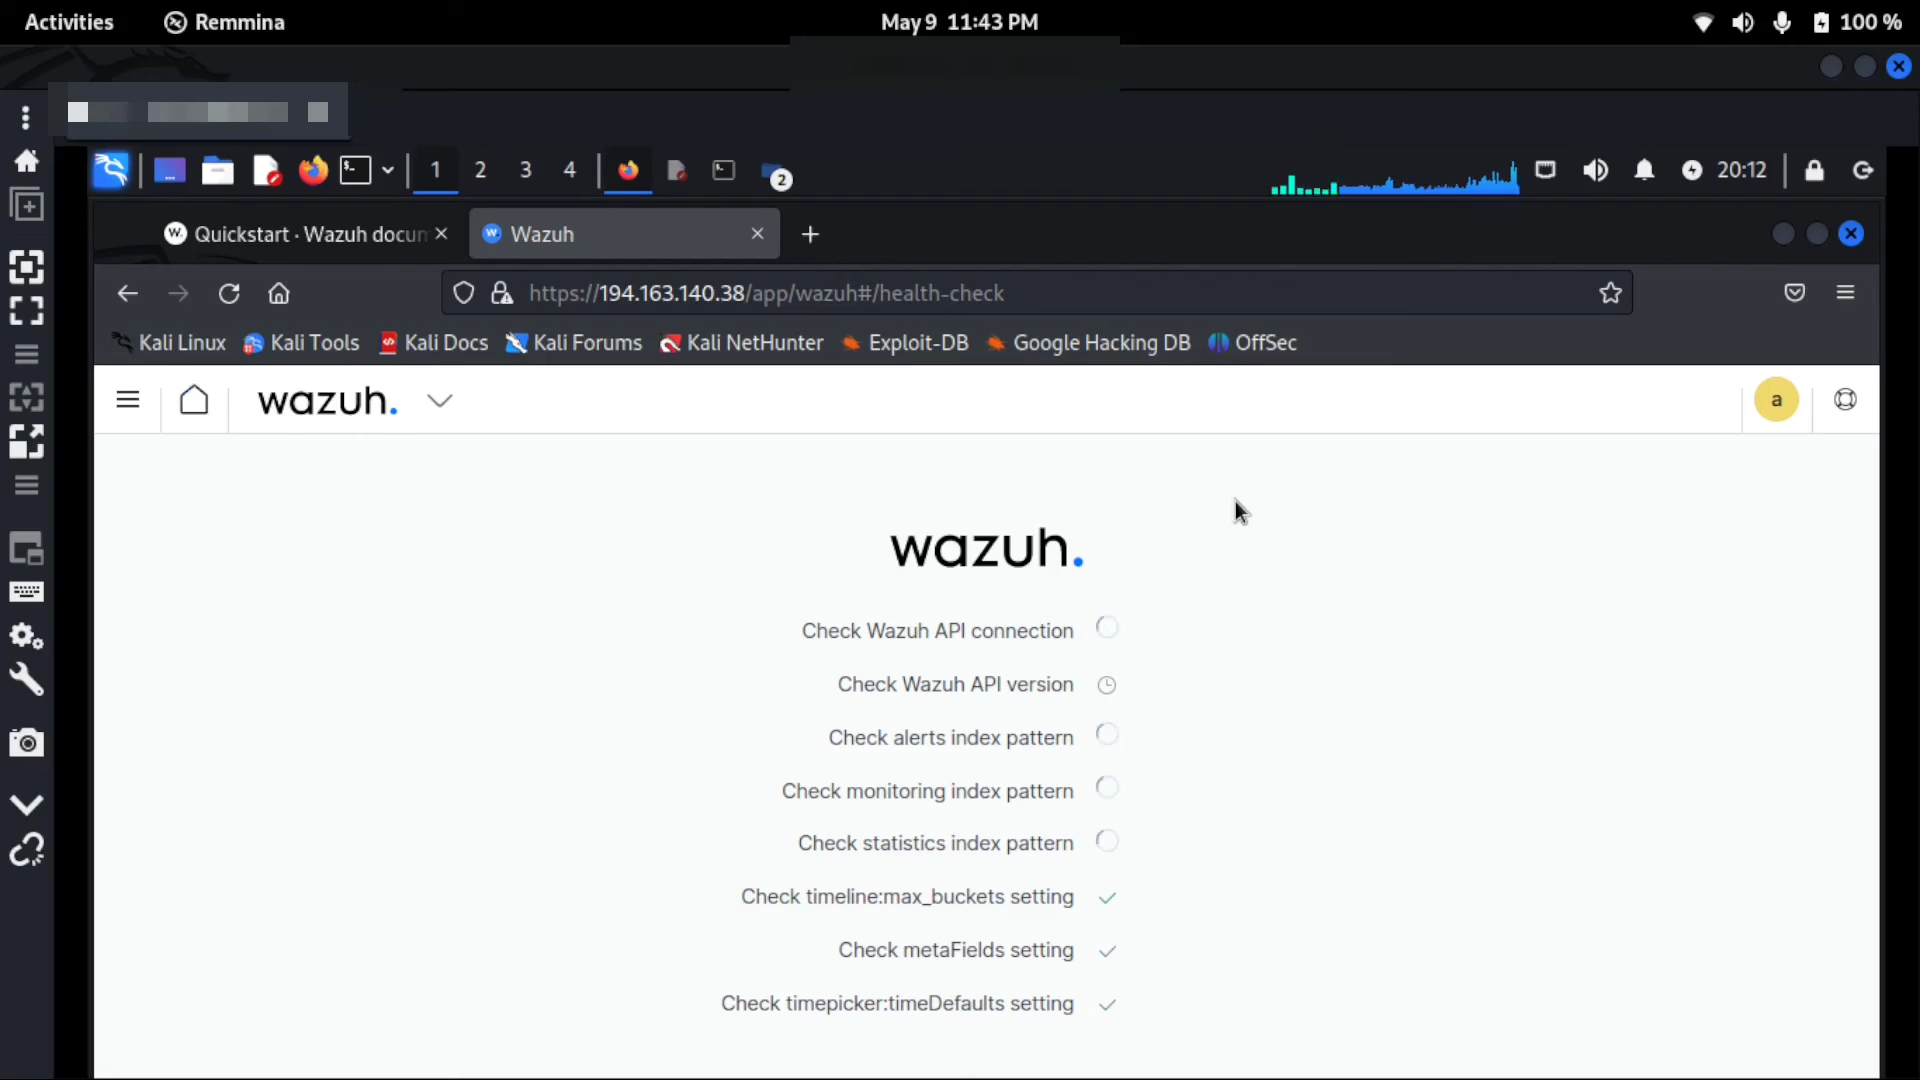 Activities Remmina May 9 11:43 PM 100 %
1 2 3 4 2 20:12
Quickstart · Wazuh docum Wazuh
https://194.163.140.38/app/wazuh#/health-check
Kali Linux Kali Tools Kali Docs Kali Forums Kali NetHunter Exploit-DB Google Hacking DB OffSec
wazuh. a
wazuh.
Check Wazuh API connection
Check Wazuh API version
Check alerts index pattern
Check monitoring index pattern
Check statistics index pattern
Check timeline:max_buckets setting
Check metaFields setting
Check timepicker:timeDefaults setting